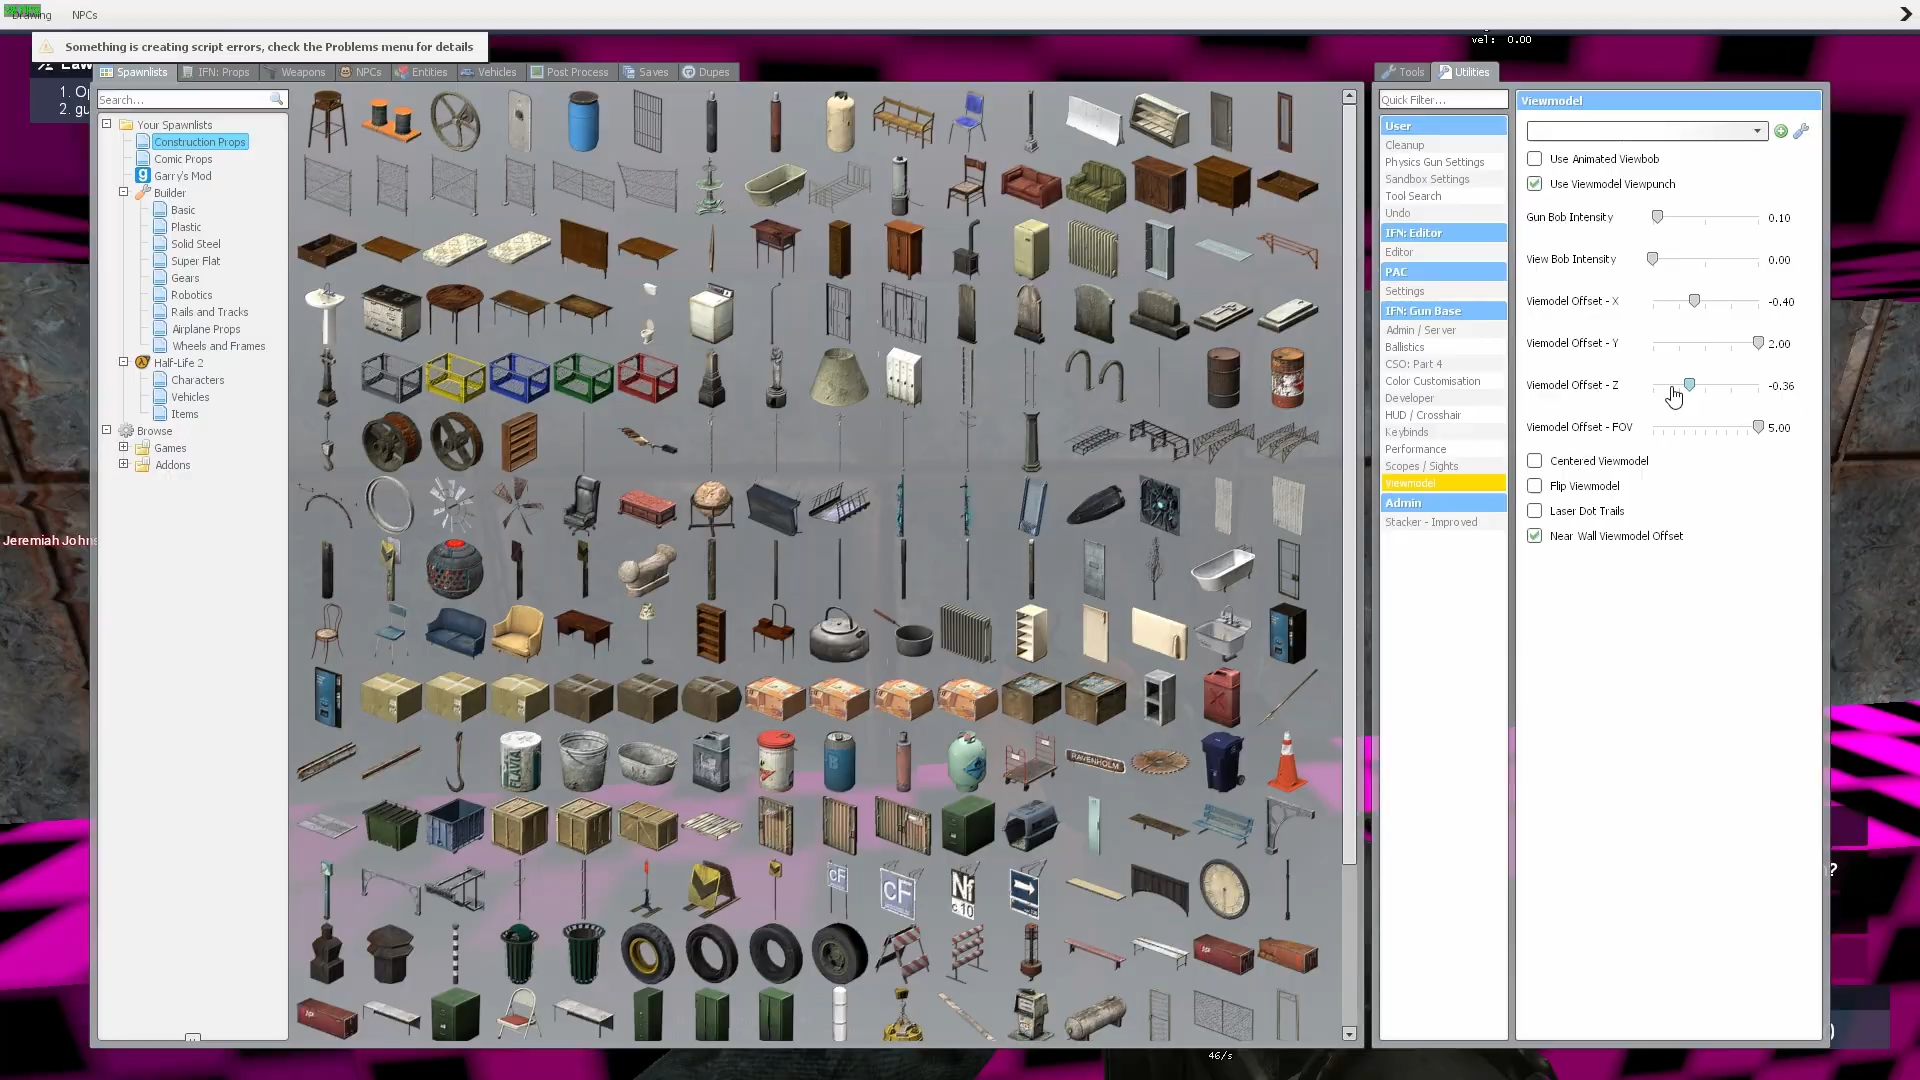 Drawing NPCs
vel: 0.00
Something is creating script errors, check the Problems menu for details
Spawnlists IFN: Props Weapons NPCs Entities Vehicles Post Process Saves Dupes
Tools Utilities
1. Op
2. gu
Search...
Your Spawnlists
Construction Props
Comic Props
Garry's Mod
Builder
Basic
Plastic
Solid Steel
Super Flat
Gears
Robotics
Rails and Tracks
Airplane Props
Wheels and Frames
Half-Life 2
Characters
Vehicles
Items
Browse
Games
Addons
Jeremiah Johns
RAVENHOLM
cF
cF
Nf
c 10
Quick Filter...
User
Cleanup
Physics Gun Settings
Sandbox Settings
Tool Search
Undo
IFN: Editor
Editor
PAC
Settings
IFN: Gun Base
Admin / Server
Ballistics
CSO: Part 4
Color Customisation
Developer
HUD / Crosshair
Keybinds
Performance
Scopes / Sights
Viewmodel
Admin
Stacker - Improved
Viewmodel
Use Animated Viewbob
Use Viewmodel Viewpunch
Gun Bob Intensity 0.10
View Bob Intensity 0.00
Viemodel Offset - X -0.40
Viemodel Offset - Y 2.00
Viemodel Offset - Z -0.36
Viemodel Offset - FOV 5.00
Centered Viewmodel
Flip Viewmodel
Laser Dot Trails
Near Wall Viewmodel Offset
46/s